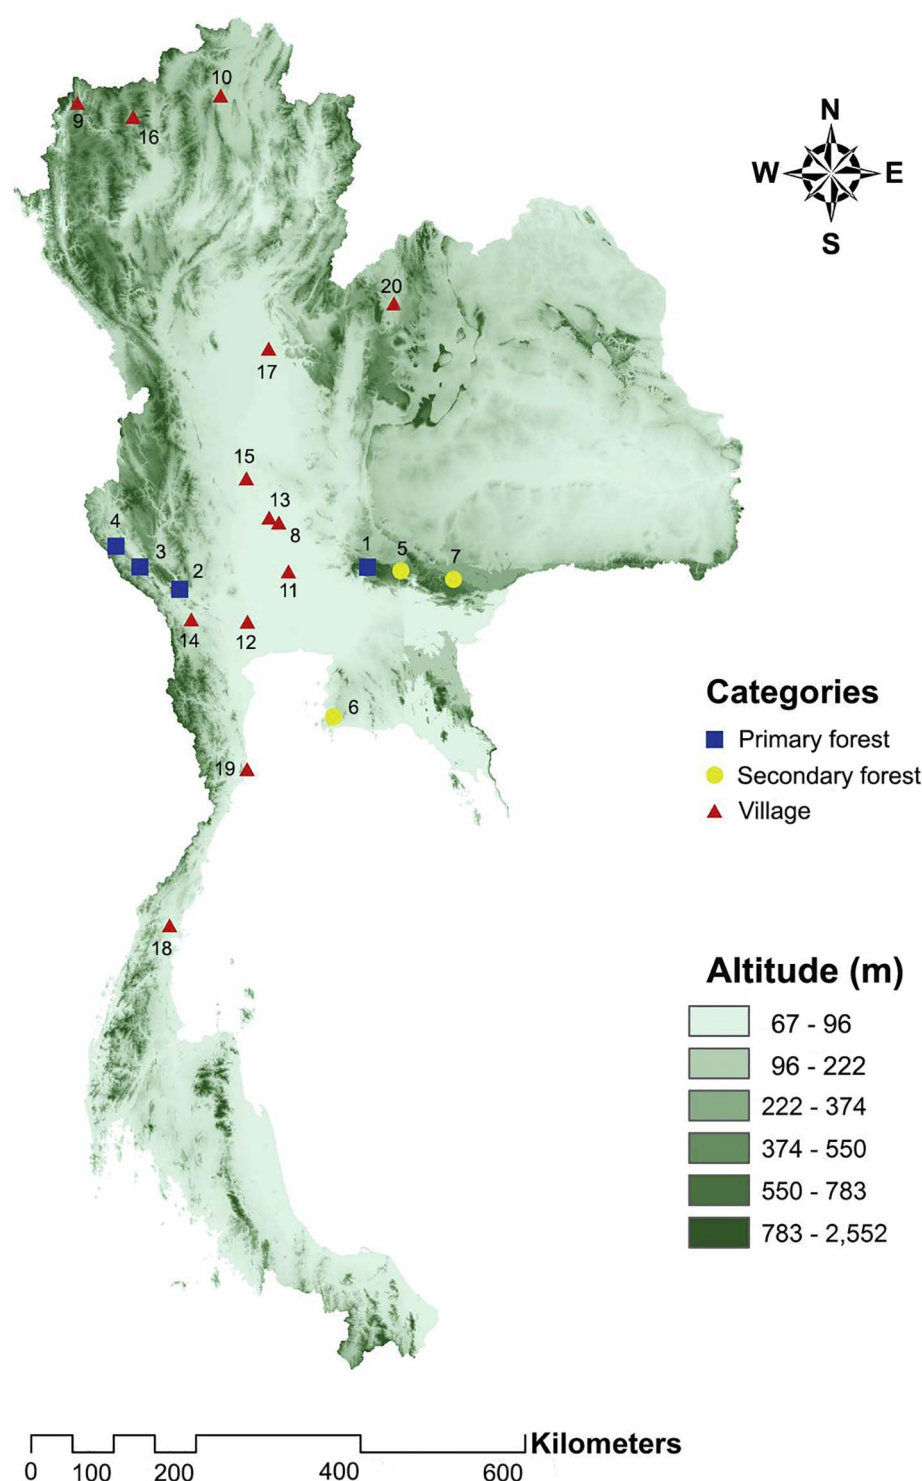 N
W E
S
10
9
16
20
17
15
13
8
4
3
2
1
5
7
11
14
12
6
19
18
Categories
Primary forest
Secondary forest
Village
Altitude (m)
67 - 96
96 - 222
222 - 374
374 - 550
550 - 783
783 - 2,552
Kilometers
0 100 200 400 600